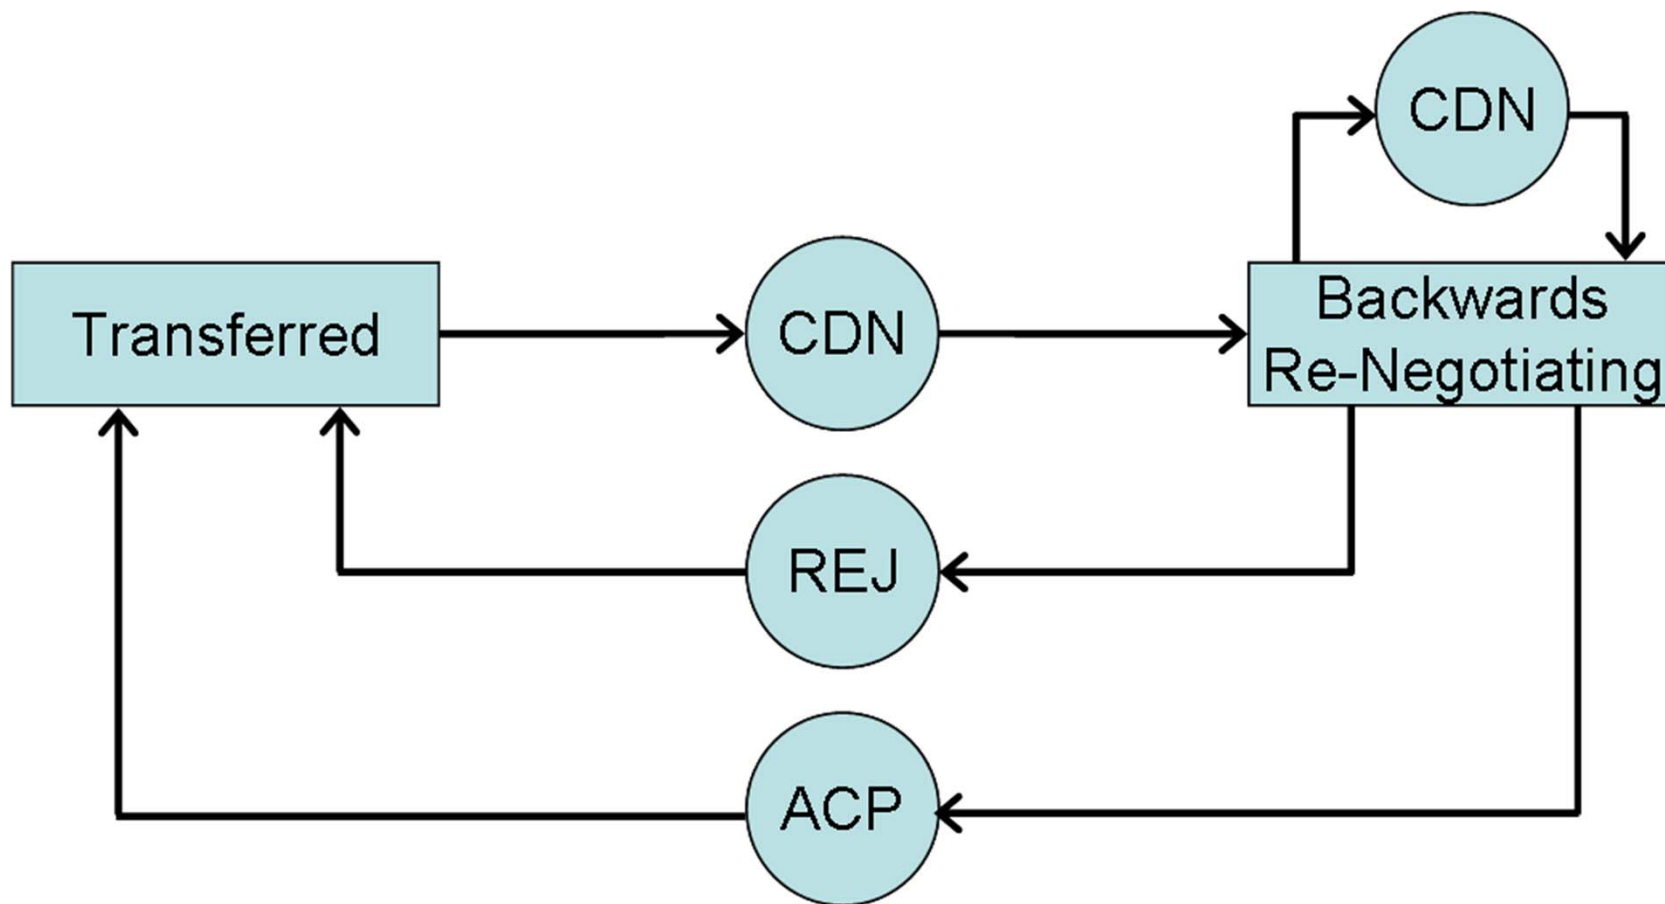 CDN
Transferred
CDN
Backwards
Re-Negotiating
REJ
ACP